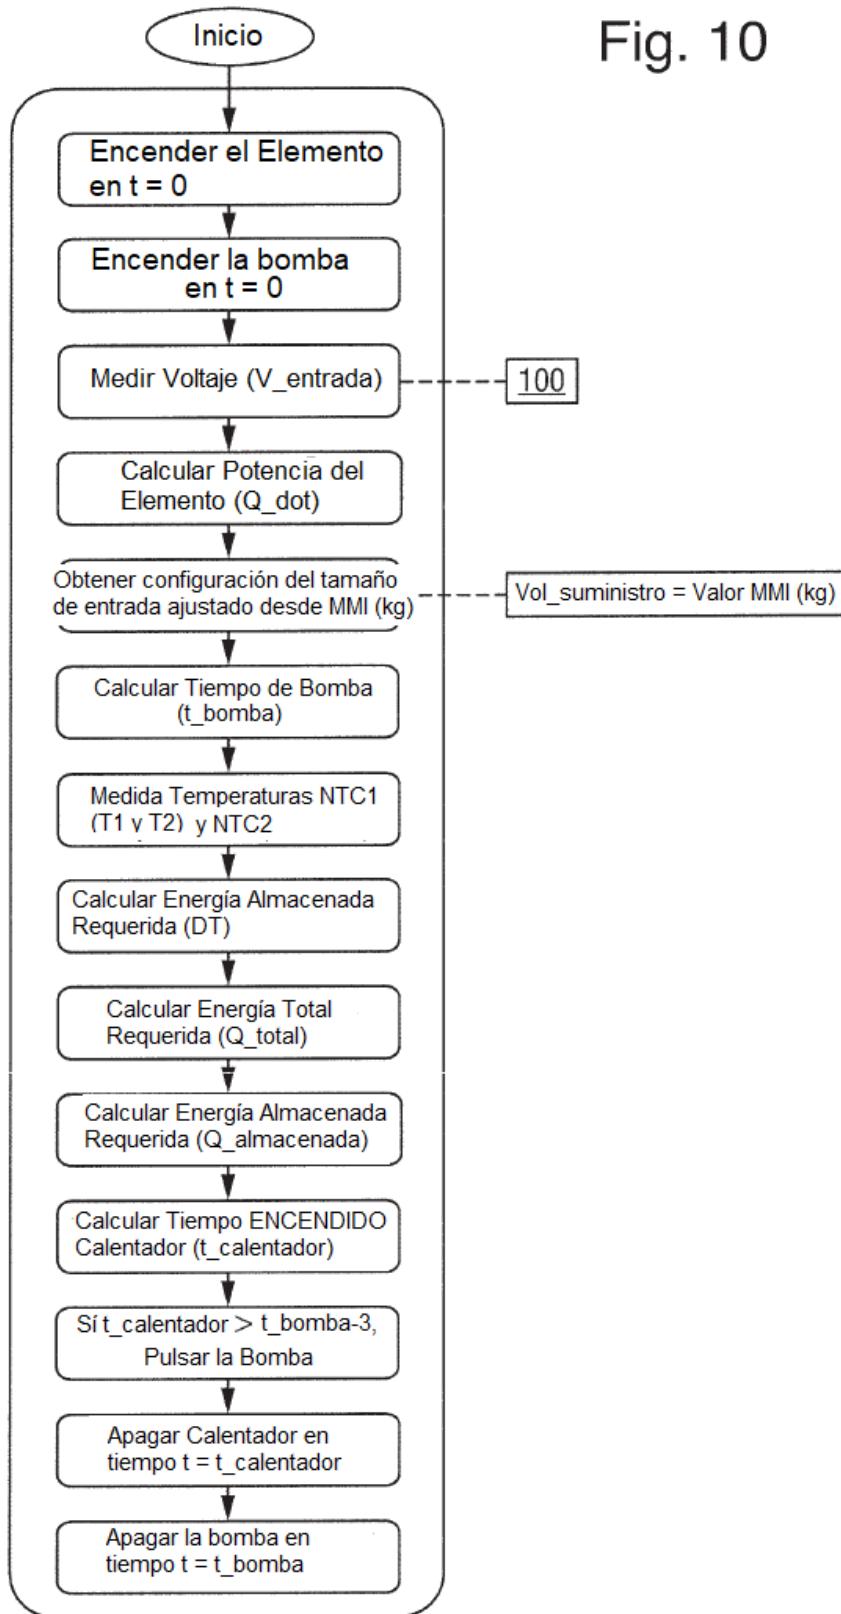 Inicio
Fig. 10
Encender el Elemento
en t = 0
Encender la bomba
en t = 0
Medir Voltaje (V_entrada)
100
Calcular Potencia del
Elemento (Q_dot)
Obtener configuración del tamaño
de entrada ajustado desde MMI (kg)
Vol_suministro = Valor MMI (kg)
Calcular Tiempo de Bomba
(t_bomba)
Medida Temperaturas NTC1
(T1 y T2) y NTC2
Calcular Energía Almacenada
Requerida (DT)
Calcular Energía Total
Requerida (Q_total)
Calcular Energía Almacenada
Requerida (Q_almacenada)
Calcular Tiempo ENCENDIDO
Calentador (t_calentador)
Sí t_calentador > t_bomba-3,
Pulsar la Bomba
Apagar Calentador en
tiempo t = t_calentador
Apagar la bomba en
tiempo t = t_bomba